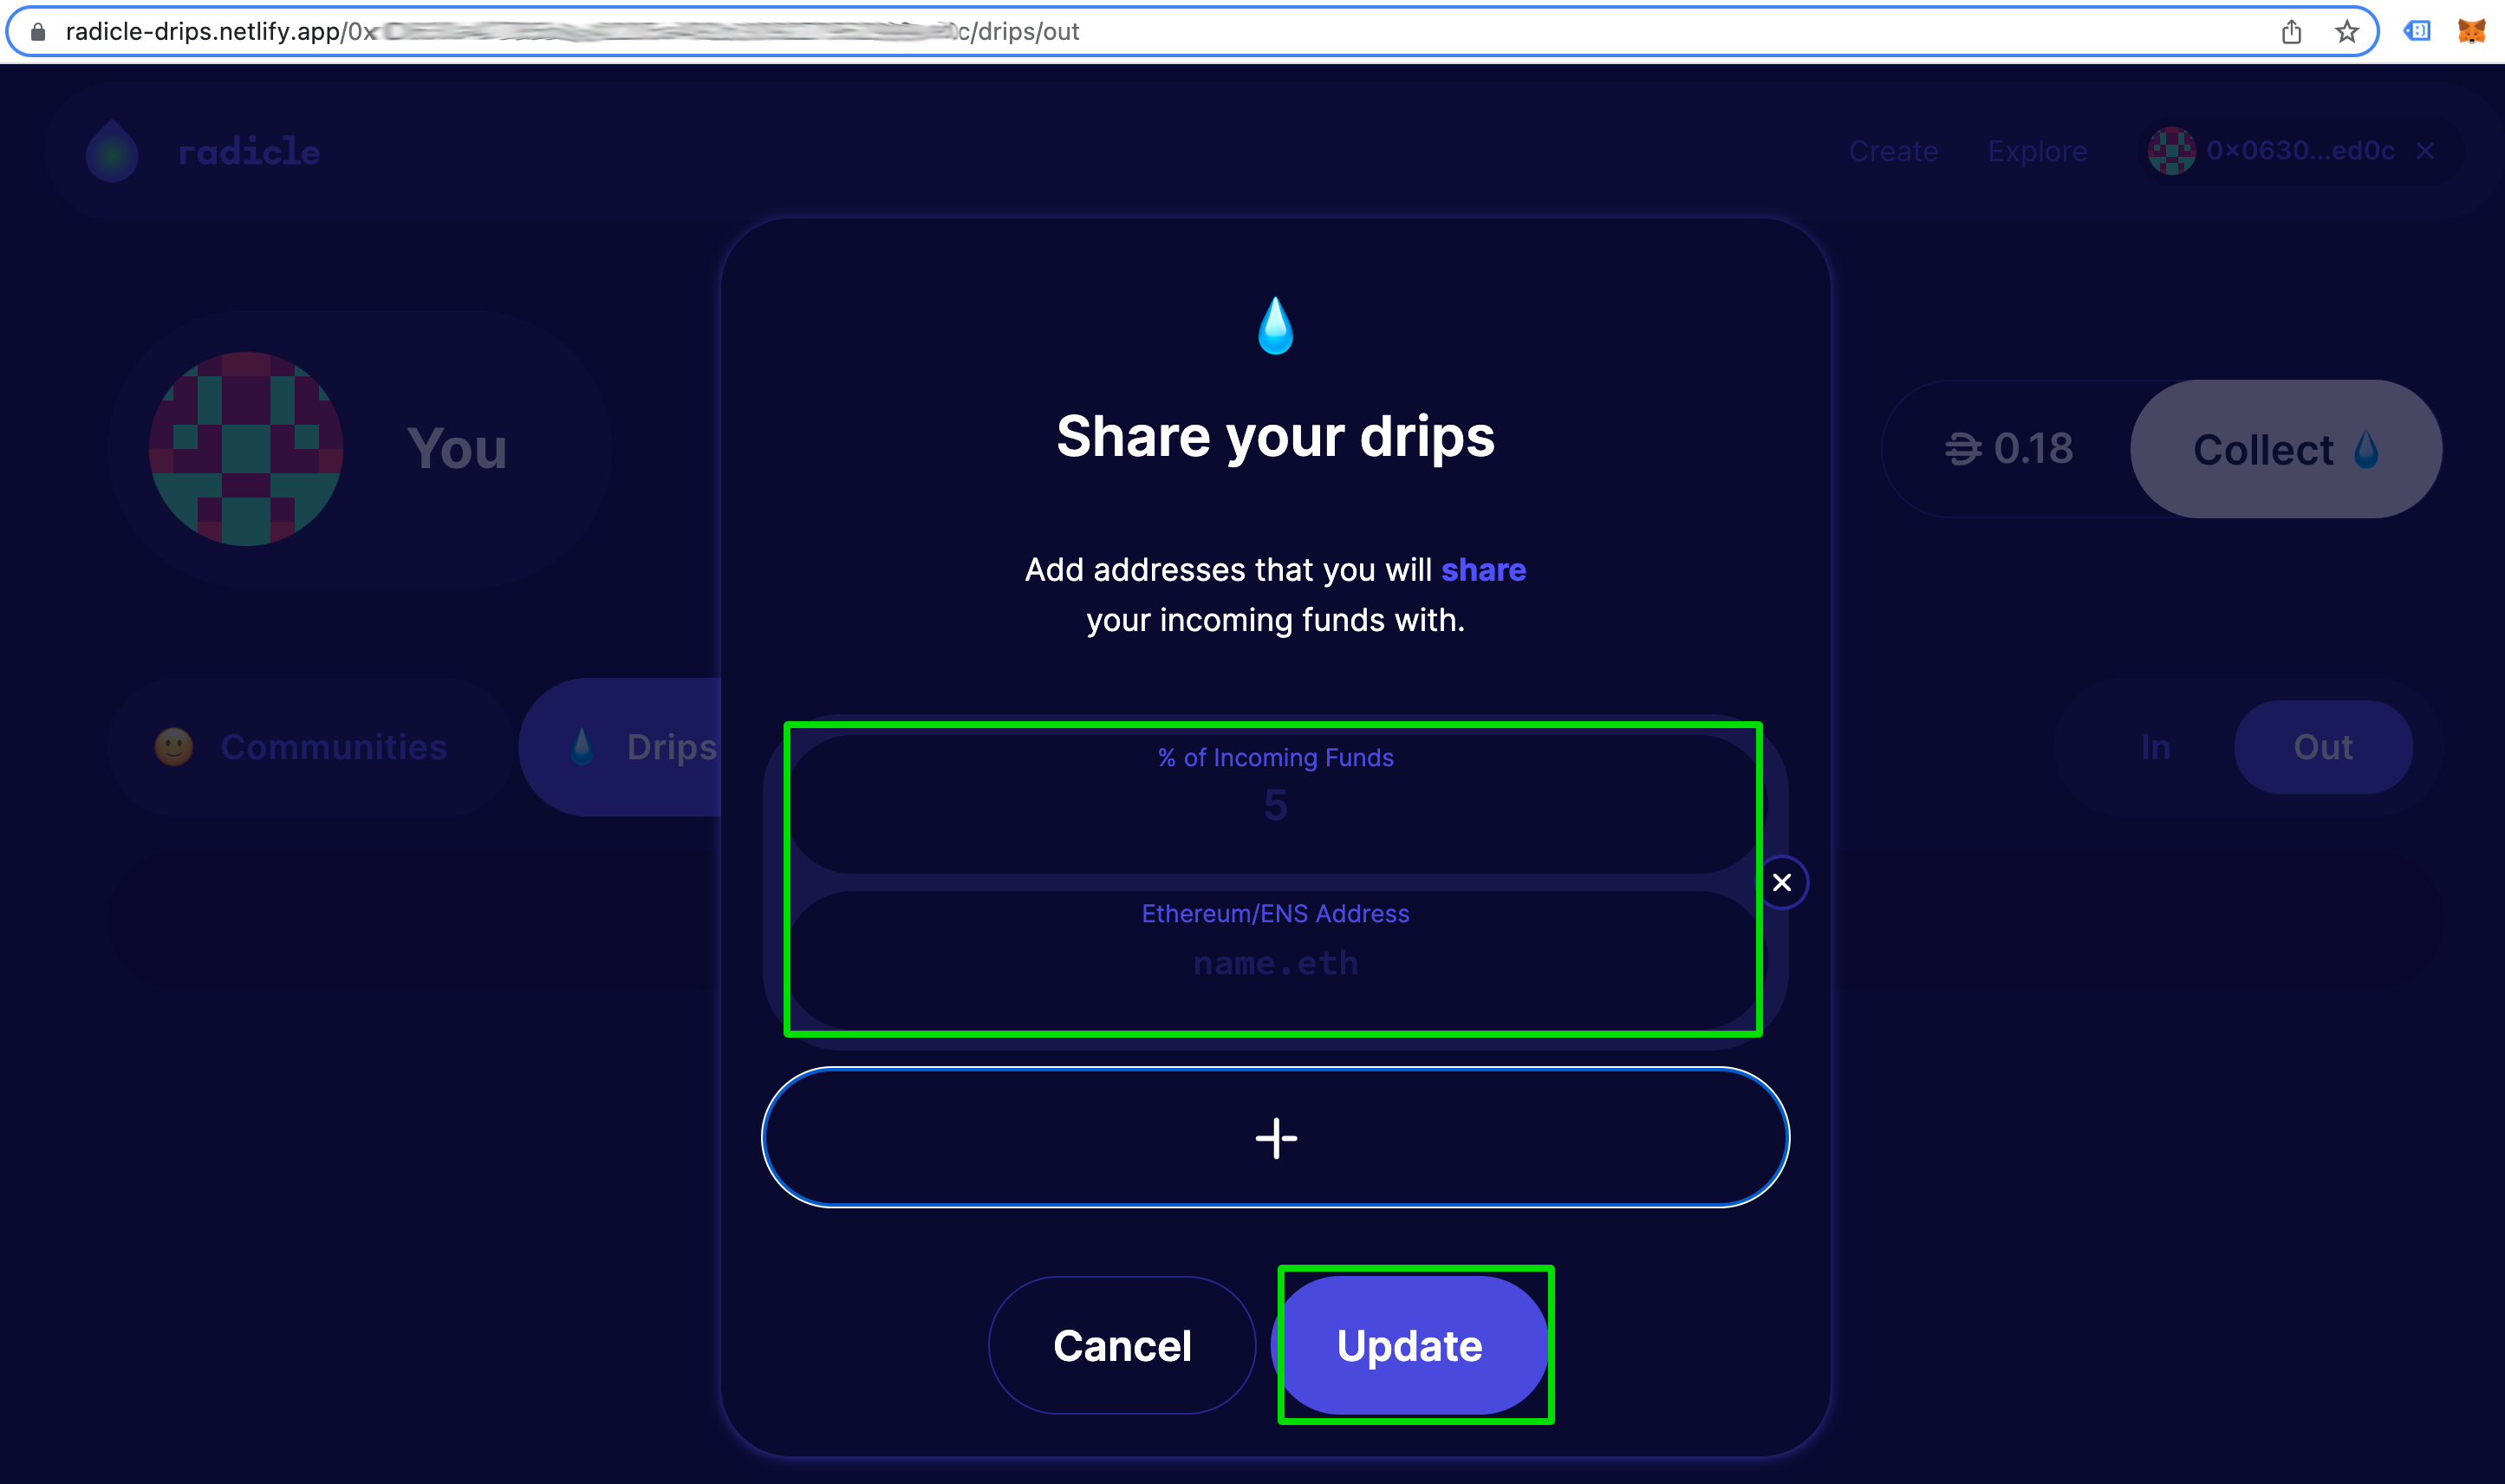 radicle-drips.netlify.app/0x
c/drips/out
radicle
Create
Explore
0x0630...ed0c
You
0.18
Collect
Share your drips
Add addresses that you will share
your incoming funds with.
Communities
Drips
In
Out
% of Incoming Funds
5
Ethereum/ENS Address
name.eth
Cancel
Update